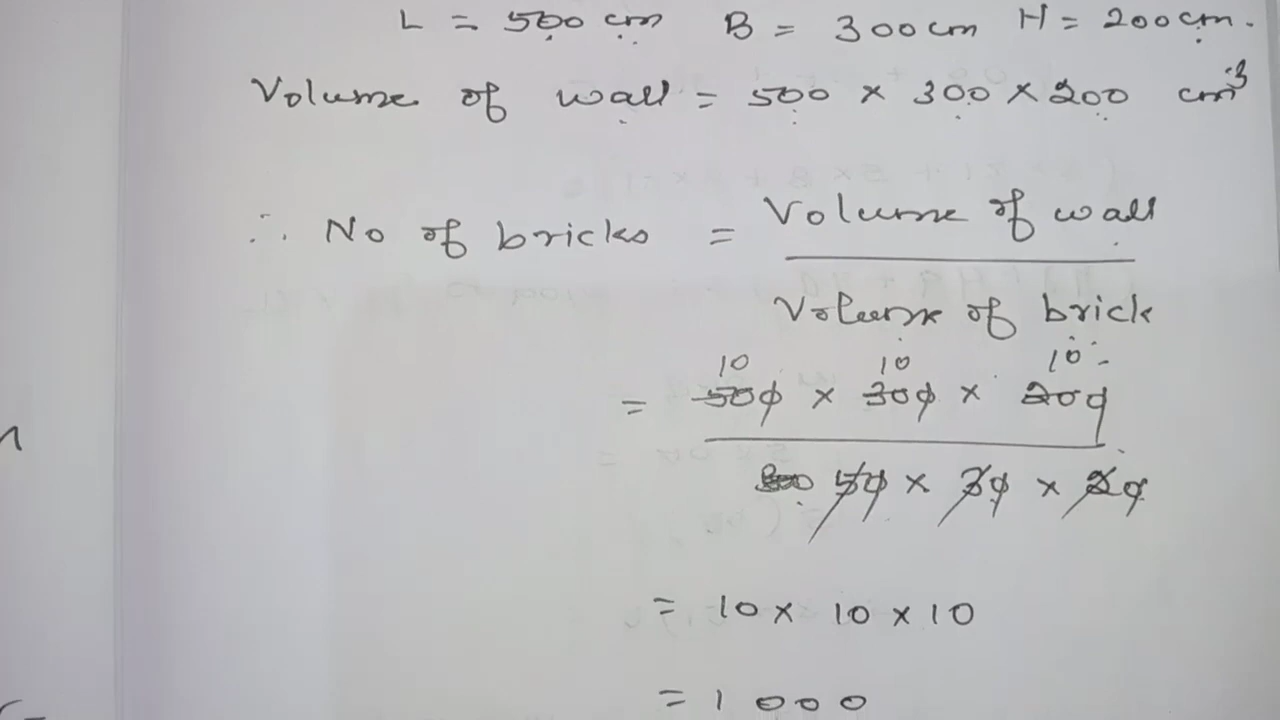 L = 500 cm B = 300 cm H = 200 cm.
Volume of wall = 500 × 300 × 200 cm³
∴ No of bricks = Volume of wall
Volume of brick
10 10 10
= 500 × 300 × 200
50 × 30 × 20
= 10 × 10 × 10
= 1000